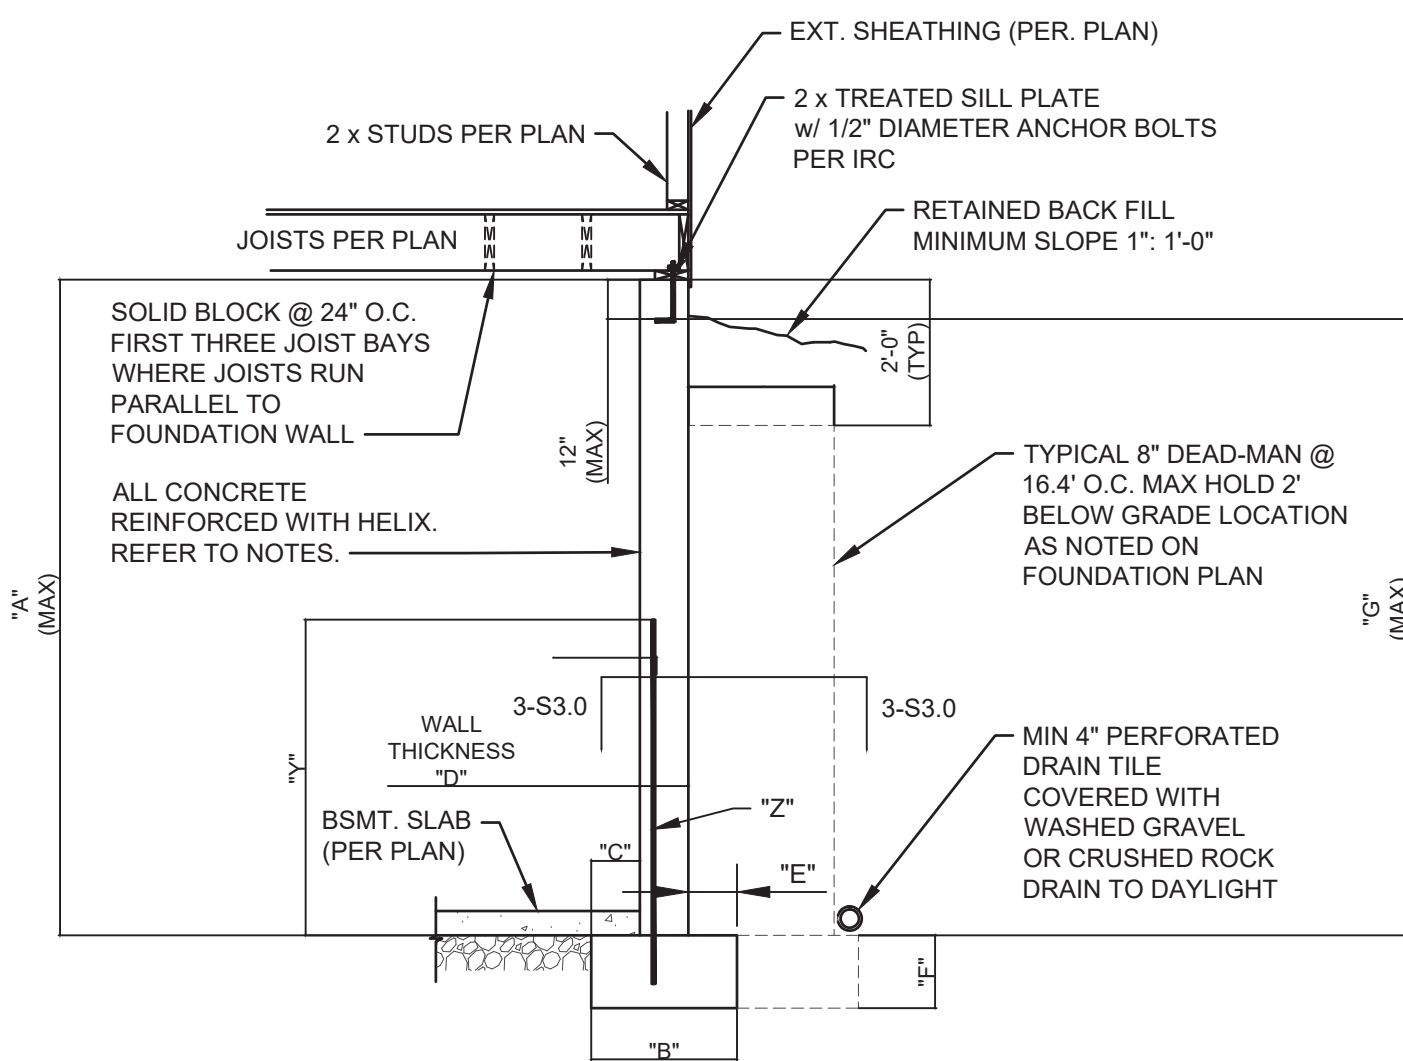 EXT. SHEATHING (PER. PLAN)
2 x TREATED SILL PLATE
w/ 1/2" DIAMETER ANCHOR BOLTS
PER IRC
2 x STUDS PER PLAN
RETAINED BACK FILL
MINIMUM SLOPE 1": 1'-0"
JOISTS PER PLAN
SOLID BLOCK @ 24" O.C.
FIRST THREE JOIST BAYS
WHERE JOISTS RUN
PARALLEL TO
FOUNDATION WALL
2'-0"
(TYP)
12"
(MAX)
TYPICAL 8" DEAD-MAN @
16.4' O.C. MAX HOLD 2'
BELOW GRADE LOCATION
AS NOTED ON
FOUNDATION PLAN
ALL CONCRETE
REINFORCED WITH HELIX.
REFER TO NOTES.
"A"
(MAX)
"G"
(MAX)
3-S3.0
3-S3.0
WALL
THICKNESS
"D"
"Y"
"Z"
MIN 4" PERFORATED
DRAIN TILE
COVERED WITH
WASHED GRAVEL
OR CRUSHED ROCK
DRAIN TO DAYLIGHT
BSMT. SLAB
(PER PLAN)
"C"
"E"
"F"
"B"